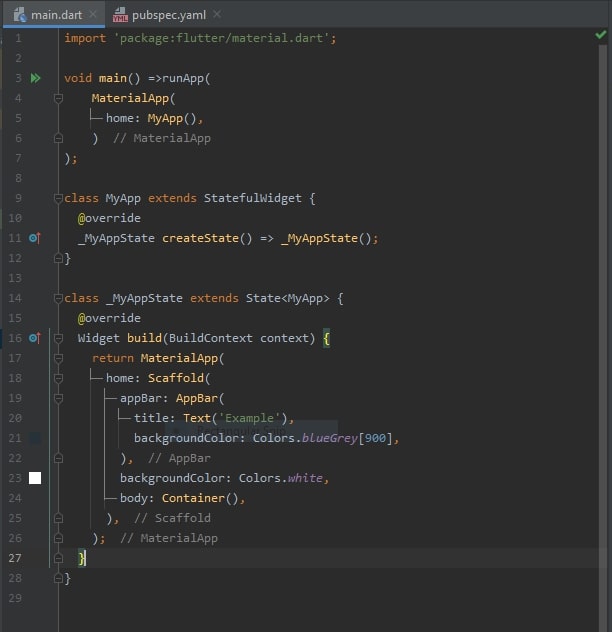 main.dart
pubspec.yaml
1 import 'package:flutter/material.dart';
2
3 void main() =>runApp(
4 MaterialApp(
5 home: MyApp(),
6 ) // MaterialApp
7 );
8
9 class MyApp extends StatefulWidget {
10 @override
11 _MyAppState createState() => _MyAppState();
12 }
13
14 class _MyAppState extends State<MyApp> {
15 @override
16 Widget build(BuildContext context) {
17 return MaterialApp(
18 home: Scaffold(
19 appBar: AppBar(
20 title: Text('Example'),
21 backgroundColor: Colors.blueGrey[900],
22 ), // AppBar
23 backgroundColor: Colors.white,
24 body: Container(),
25 ), // Scaffold
26 ); // MaterialApp
27 }
28 }
29